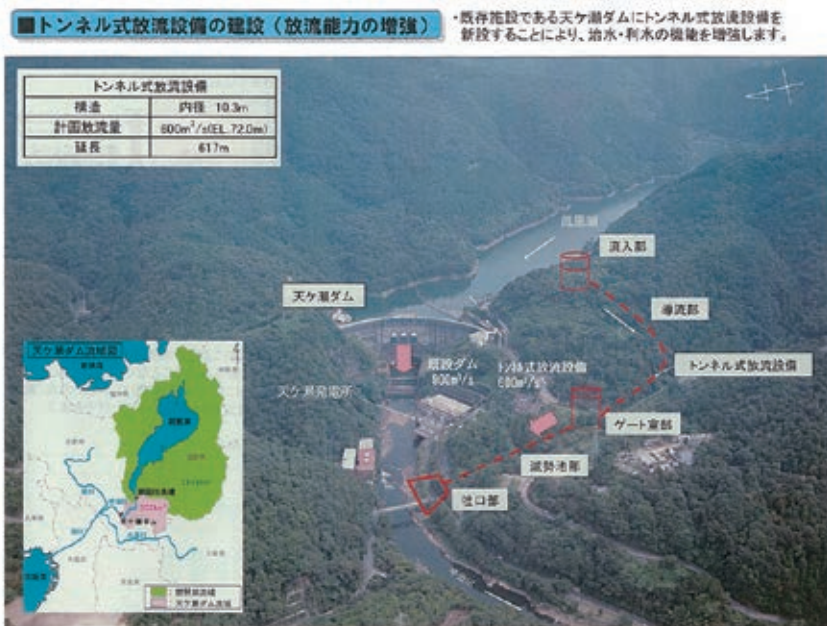 ■トンネル式放流設備の建設（放流能力の増強）
・既存施設である天ケ瀬ダムにトンネル式放流設備を
新設することにより、治水・利水の機能を増強します。
トンネル式放流設備
構造 内径 10.3m
計画放流量 600m³/s(EL.72.0m)
延長 617m
鳳凰湖
流入部
天ケ瀬ダム
導流部
既設ダム
900m³/s
トンネル式放流設備
600m³/s
トンネル式放流設備
天ケ瀬発電所
ゲート室部
減勢池部
吐口部
天ケ瀬ダム流域図
琵琶湖
天ケ瀬ダム
大阪湾
：琵琶湖流域
：天ケ瀬ダム流域